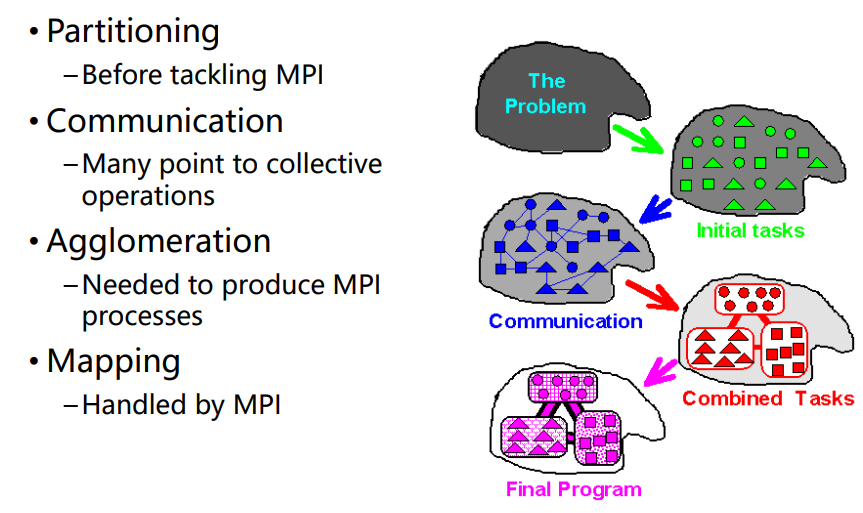 • Partitioning
–Before tackling MPI
• Communication
–Many point to collective
operations
• Agglomeration
–Needed to produce MPI
processes
• Mapping
–Handled by MPI
The
Problem
Initial tasks
Communication
Combined Tasks
Final Program